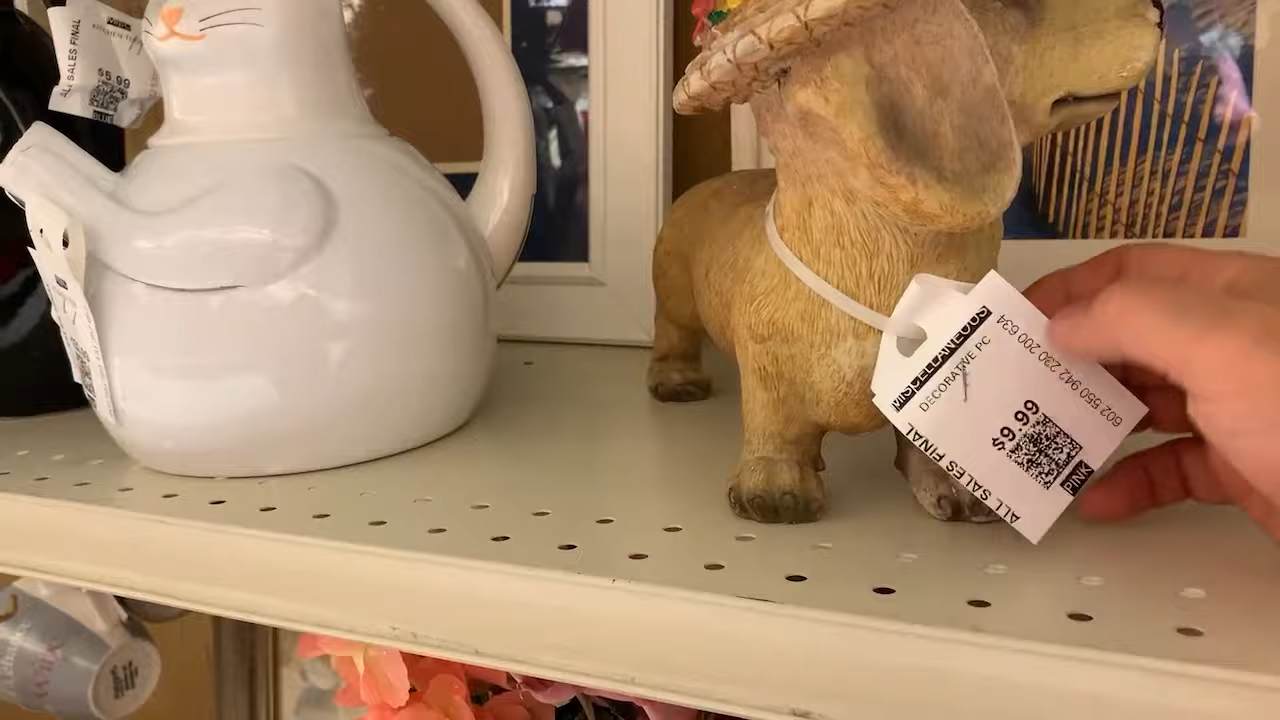 ALL SALES FINAL
$5.99
BLUE
MISCELLANEOUS
DECORATIVE PC
602 550 942 230 200 634
$9.99
PINK
ALL SALES FINAL